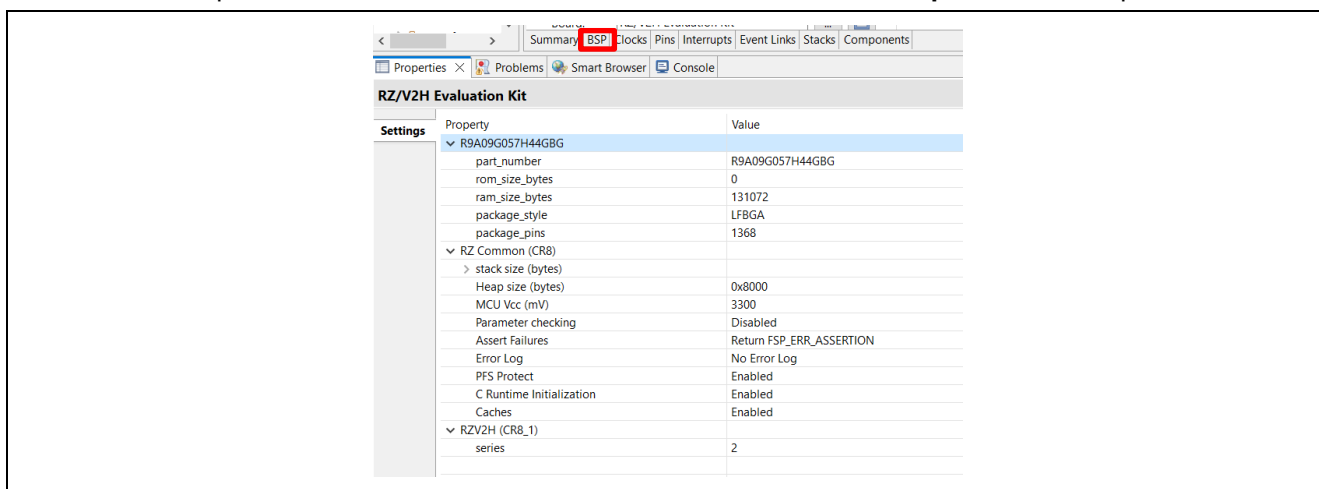 Summary BSP Clocks Pins Interrupts Event Links Stacks Components
Properties Problems Smart Browser Console
RZ/V2H Evaluation Kit
Settings
Property Value
R9A09G057H44GBG
part_number R9A09G057H44GBG
rom_size_bytes 0
ram_size_bytes 131072
package_style LFBGA
package_pins 1368
RZ Common (CR8)
stack size (bytes)
Heap size (bytes) 0x8000
MCU Vcc (mV) 3300
Parameter checking Disabled
Assert Failures Return FSP_ERR_ASSERTION
Error Log No Error Log
PFS Protect Enabled
C Runtime Initialization Enabled
Caches Enabled
RZV2H (CR8_1)
series 2